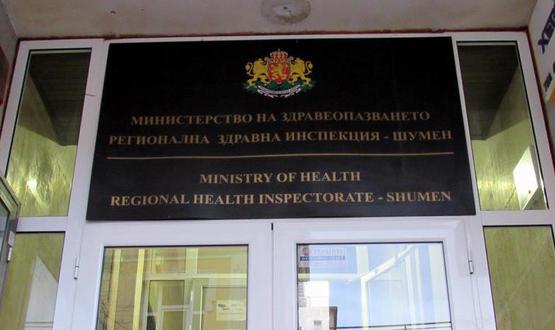 МИНИСТЕРСТВО НА ЗДРАВЕОПАЗВАНЕТО
РЕГИОНАЛНА ЗДРАВНА ИНСПЕКЦИЯ - ШУМЕН
MINISTRY OF HEALTH
REGIONAL HEALTH INSPECTORATE - SHUMEN